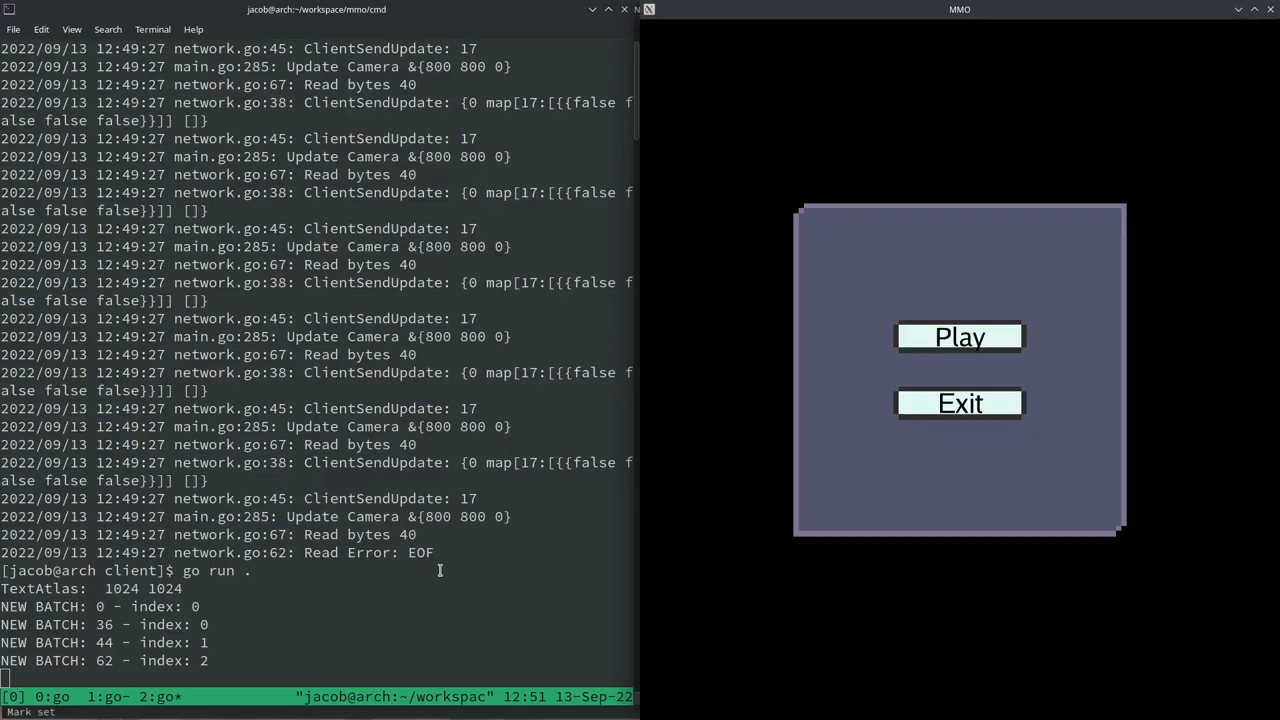 jacob@arch:~/workspace/mmo/cmd
File Edit View Search Terminal Help
2022/09/13 12:49:27 network.go:45: ClientSendUpdate: 17
2022/09/13 12:49:27 main.go:285: Update Camera &{800 800 0}
2022/09/13 12:49:27 network.go:67: Read bytes 40
2022/09/13 12:49:27 network.go:38: ClientSendUpdate: {0 map[17:[{{false f
alse false false}}]] []}
2022/09/13 12:49:27 network.go:45: ClientSendUpdate: 17
2022/09/13 12:49:27 main.go:285: Update Camera &{800 800 0}
2022/09/13 12:49:27 network.go:67: Read bytes 40
2022/09/13 12:49:27 network.go:38: ClientSendUpdate: {0 map[17:[{{false f
alse false false}}]] []}
2022/09/13 12:49:27 network.go:45: ClientSendUpdate: 17
2022/09/13 12:49:27 main.go:285: Update Camera &{800 800 0}
2022/09/13 12:49:27 network.go:67: Read bytes 40
2022/09/13 12:49:27 network.go:38: ClientSendUpdate: {0 map[17:[{{false f
alse false false}}]] []}
2022/09/13 12:49:27 network.go:45: ClientSendUpdate: 17
2022/09/13 12:49:27 main.go:285: Update Camera &{800 800 0}
2022/09/13 12:49:27 network.go:67: Read bytes 40
2022/09/13 12:49:27 network.go:38: ClientSendUpdate: {0 map[17:[{{false f
alse false false}}]] []}
2022/09/13 12:49:27 network.go:45: ClientSendUpdate: 17
2022/09/13 12:49:27 main.go:285: Update Camera &{800 800 0}
2022/09/13 12:49:27 network.go:67: Read bytes 40
2022/09/13 12:49:27 network.go:38: ClientSendUpdate: {0 map[17:[{{false f
alse false false}}]] []}
2022/09/13 12:49:27 network.go:45: ClientSendUpdate: 17
2022/09/13 12:49:27 main.go:285: Update Camera &{800 800 0}
2022/09/13 12:49:27 network.go:67: Read bytes 40
2022/09/13 12:49:27 network.go:62: Read Error: EOF
[jacob@arch client]$ go run .
TextAtlas:  1024 1024
NEW BATCH: 0 - index: 0
NEW BATCH: 36 - index: 0
NEW BATCH: 44 - index: 1
NEW BATCH: 62 - index: 2
[0] 0:go  1:go- 2:go* "jacob@arch:~/workspac" 12:51 13-Sep-22
Mark set
MMO
Play
Exit